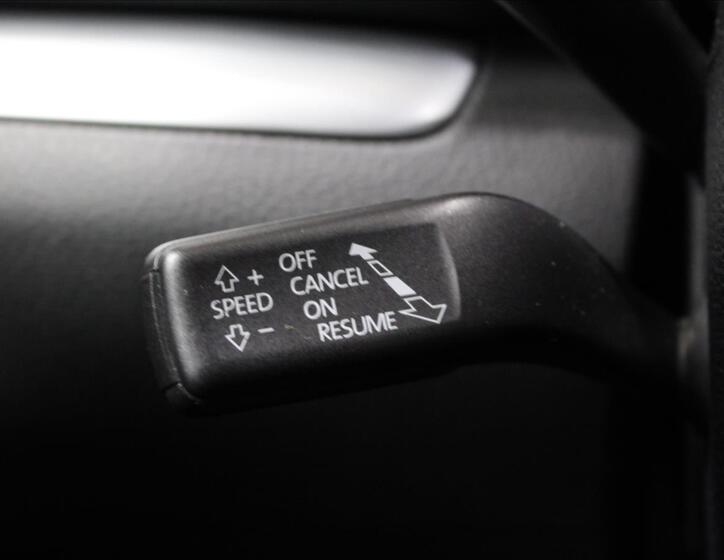 +
SPEED
−
OFF
CANCEL
ON
RESUME